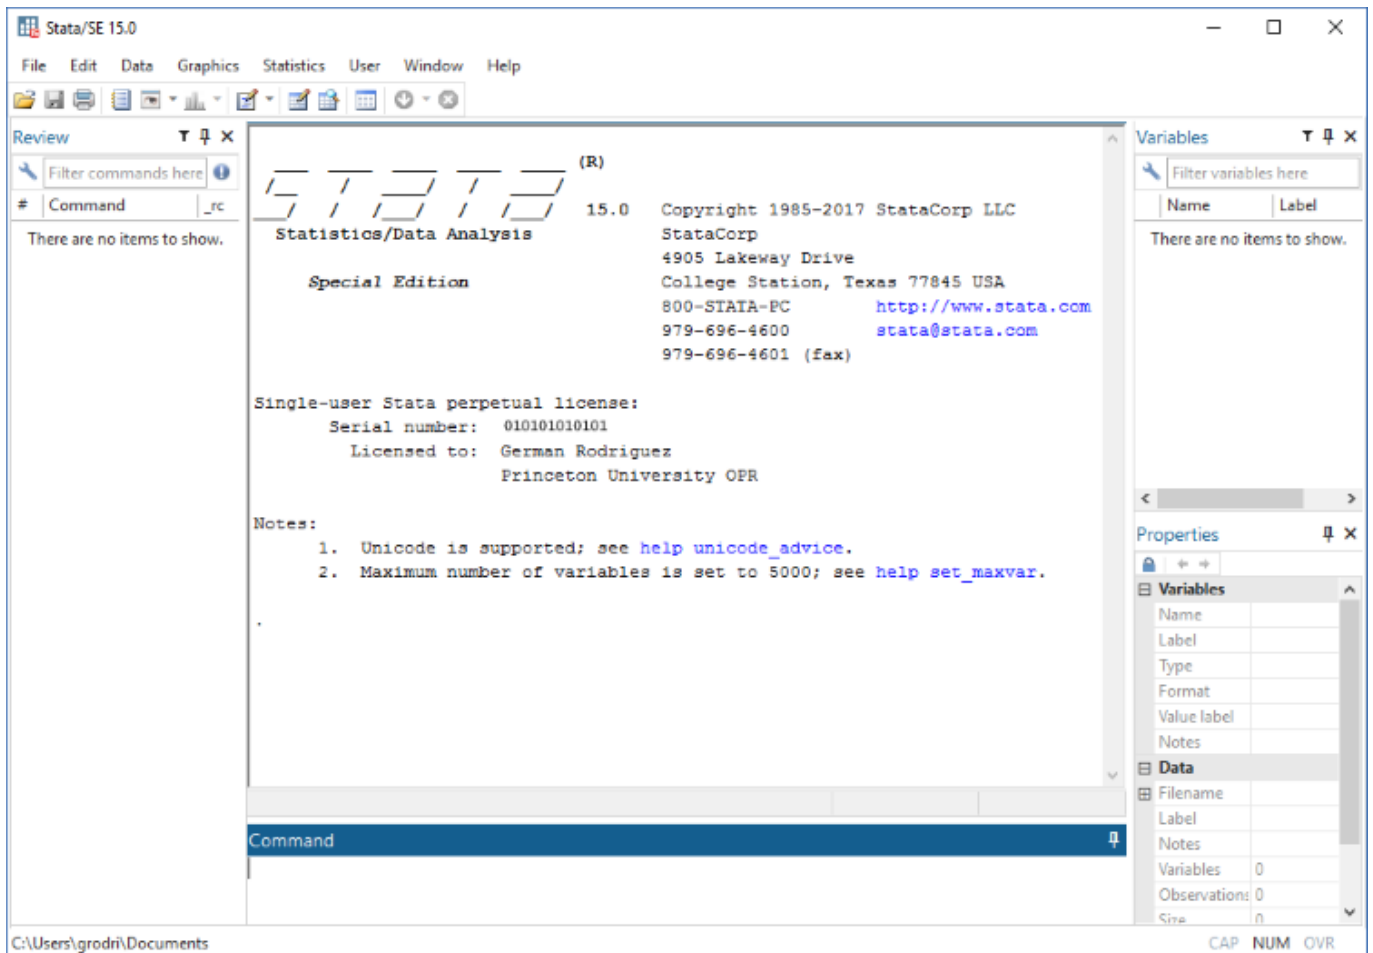 Stata/SE 15.0
File Edit Data Graphics Statistics User Window Help
Review
Filter commands here
# Command _rc
There are no items to show.
(R)
STATA 15.0 Copyright 1985-2017 StataCorp LLC
Statistics/Data Analysis StataCorp
4905 Lakeway Drive
Special Edition College Station, Texas 77845 USA
800-STATA-PC http://www.stata.com
979-696-4600 stata@stata.com
979-696-4601 (fax)
Single-user Stata perpetual license:
Serial number: 010101010101
Licensed to: German Rodriguez
Princeton University OPR
Notes:
1. Unicode is supported; see help unicode_advice.
2. Maximum number of variables is set to 5000; see help set_maxvar.
.
Command
Variables
Filter variables here
Name Label
There are no items to show.
Properties
Variables
Name
Label
Type
Format
Value label
Notes
Data
Filename
Label
Notes
Variables 0
Observations 0
Size 0
C:\Users\grodri\Documents
CAP NUM OVR